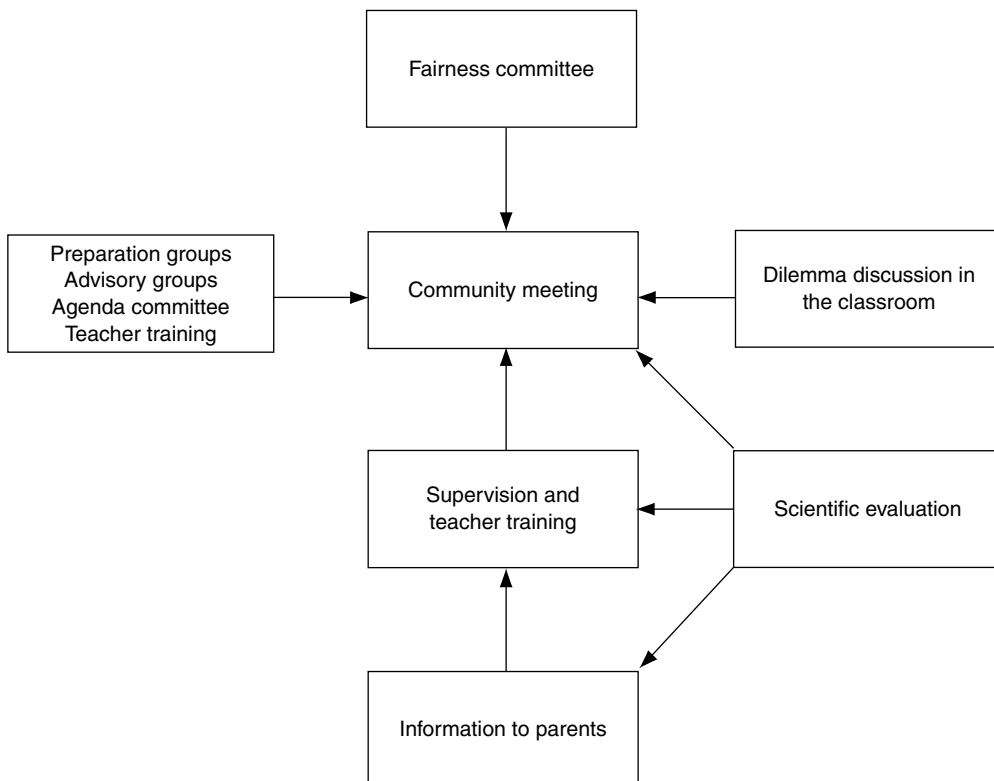 Fairness committee
Preparation groups
Advisory groups
Agenda committee
Teacher training
Community meeting
Dilemma discussion in
the classroom
Supervision and
teacher training
Scientific evaluation
Information to parents